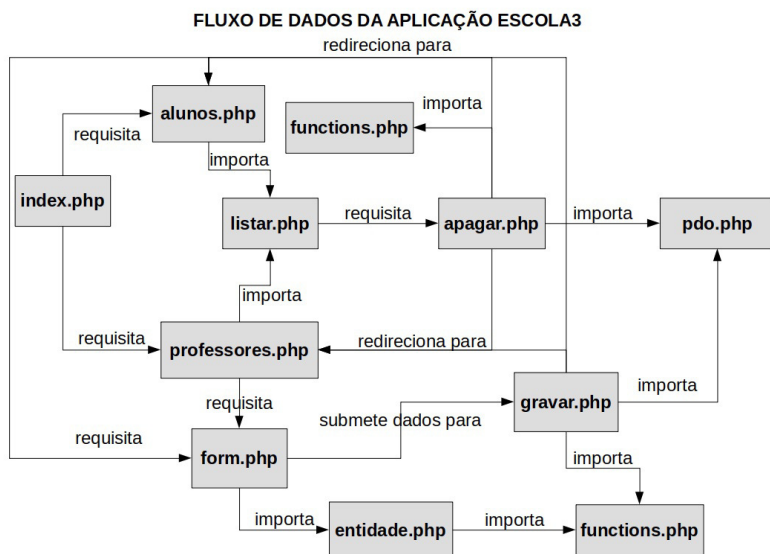 FLUXO DE DADOS DA APLICAÇÃO ESCOLA3
redireciona para
alunos.php
importa
functions.php
requisita
importa
index.php
listar.php
requisita
apagar.php
importa
pdo.php
importa
requisita
professores.php
redireciona para
requisita
submete dados para
gravar.php
importa
requisita
form.php
importa
importa
entidade.php
importa
functions.php